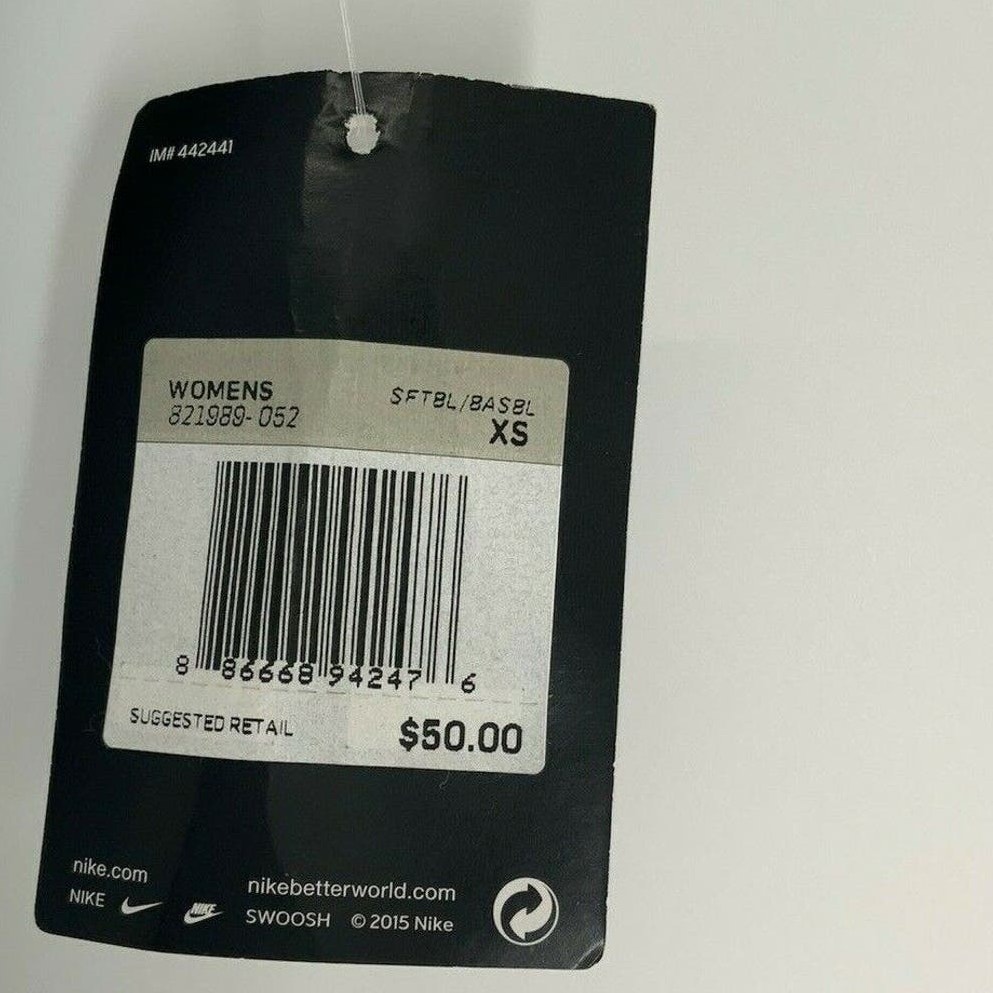 IM# 442441
WOMENS SFTBL/BASBL
821989-052 XS
8 86668 94247 6
SUGGESTED RETAIL $50.00
nike.com nikebetterworld.com
NIKE NIKE SWOOSH © 2015 Nike